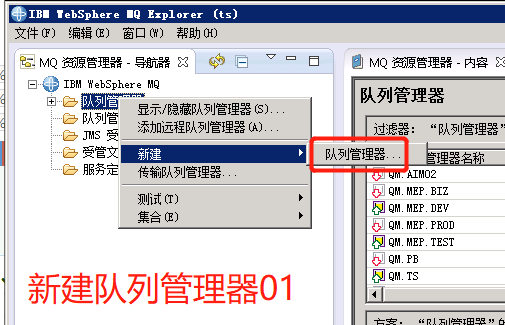 IBM WebSphere MQ Explorer (ts)
文件(F) 编辑(E) 窗口(W) 帮助(H)
MQ 资源管理器 - 导航器
MQ 资源管理器 - 内容
IBM WebSphere MQ
队列管
队列管
JMS 受
受管文
服务定
显示/隐藏队列管理器(S)...
添加远程队列管理器(A)...
新建
传输队列管理器...
测试(T)
集合(E)
队列管理器...
队列管理器
过滤器: “队列管理器”
管理器名称
QM.AIMO2
QM.MEP.BIZ
QM.MEP.DEV
QM.MEP.PROD
QM.MEP.TEST
QM.PB
QM.TS
方案: “队列管理器”的
新建队列管理器01